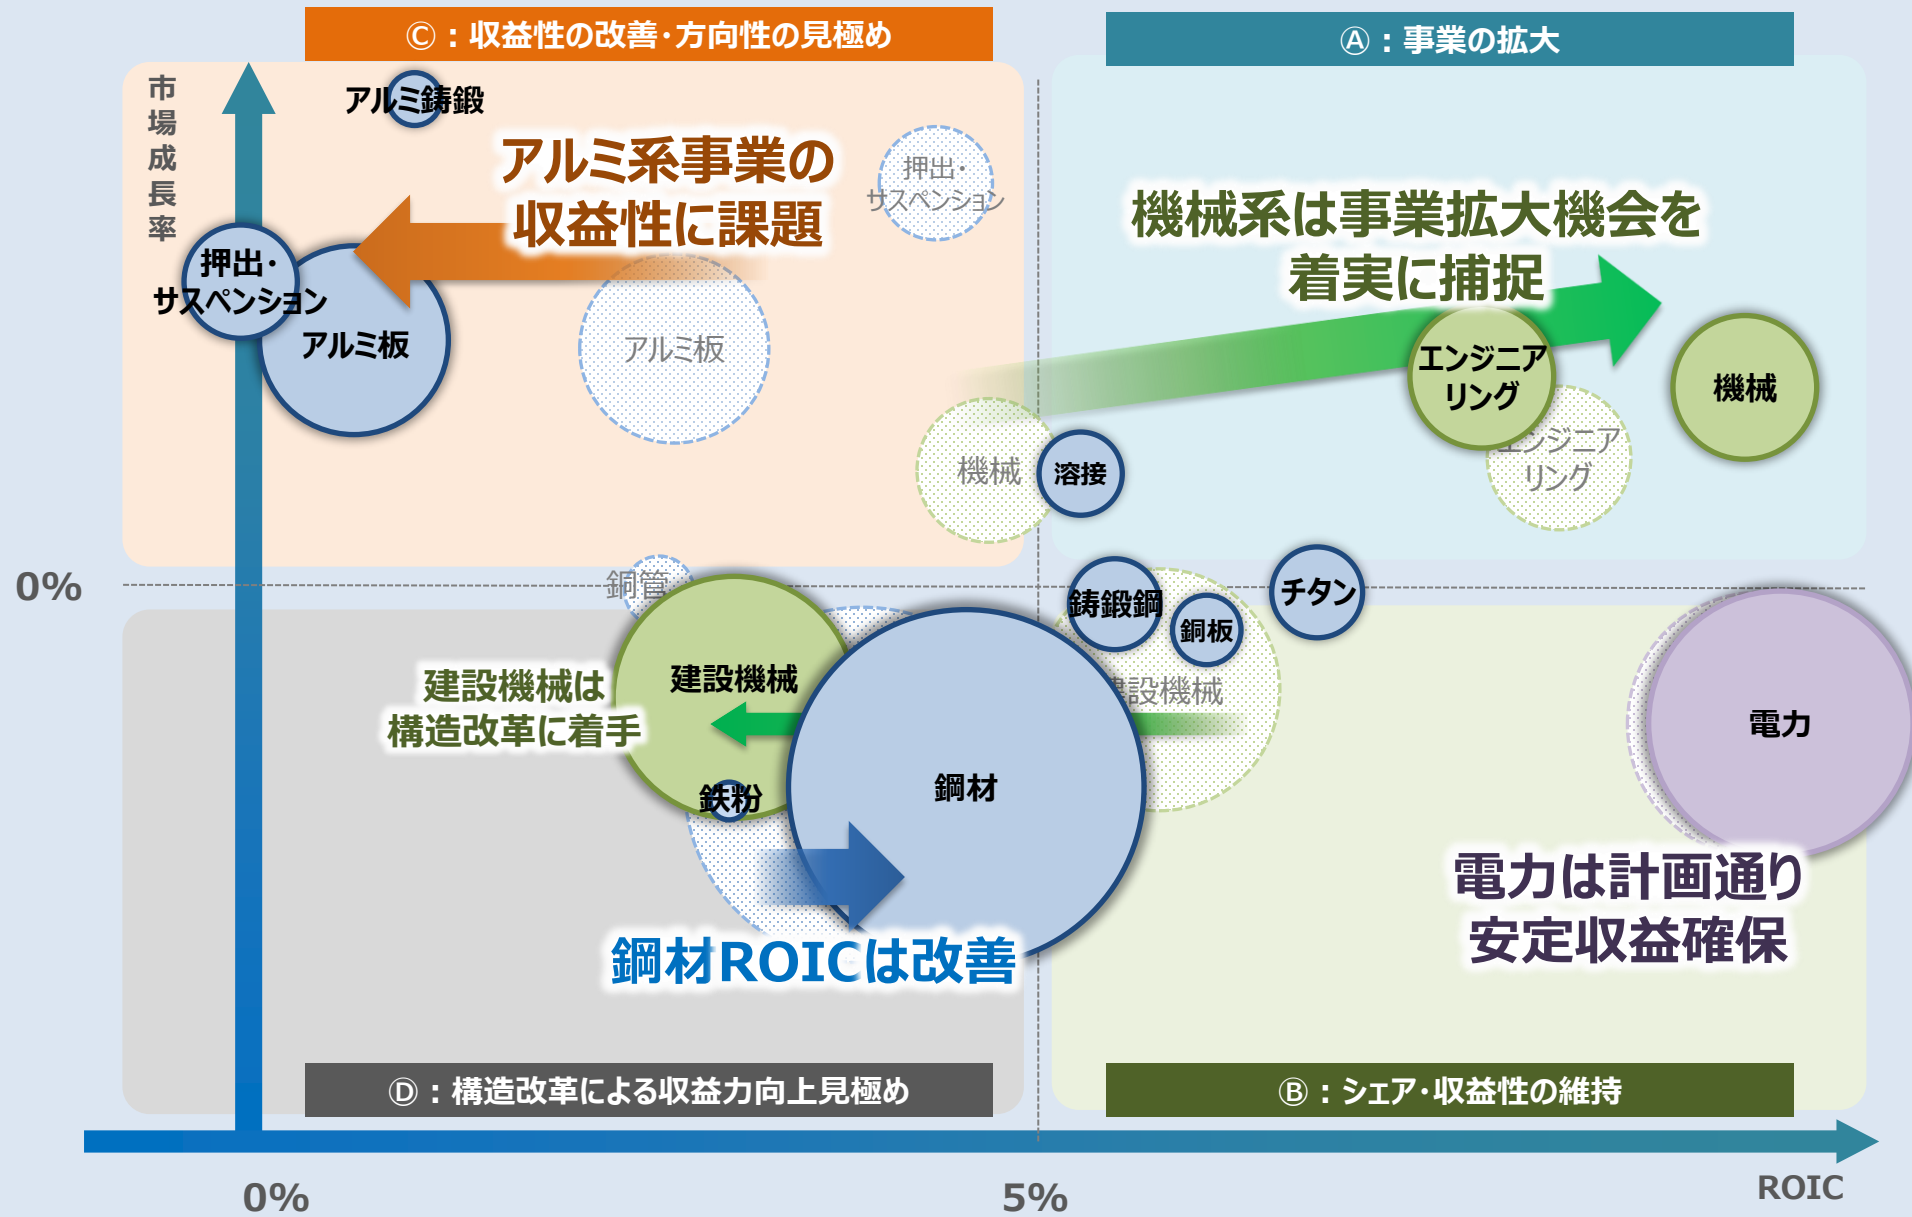 Ⓒ：収益性の改善・方向性の見極め
Ⓐ：事業の拡大
市場成長率
アルミ鋳鍛
アルミ系事業の
収益性に課題
押出・
サスペンション
機械系は事業拡大機会を
着実に捕捉
押出・
サスペンション
アルミ板
アルミ板
エンジニア
リング
機械
機械
溶接
エンジニア
リング
0%
銅管
鋳鍛鋼
銅板
チタン
建設機械は
構造改革に着手
建設機械
建設機械
電力
鉄粉
鋼材
鋼材ROICは改善
電力は計画通り
安定収益確保
Ⓓ：構造改革による収益力向上見極め
Ⓑ：シェア・収益性の維持
0%
5%
ROIC